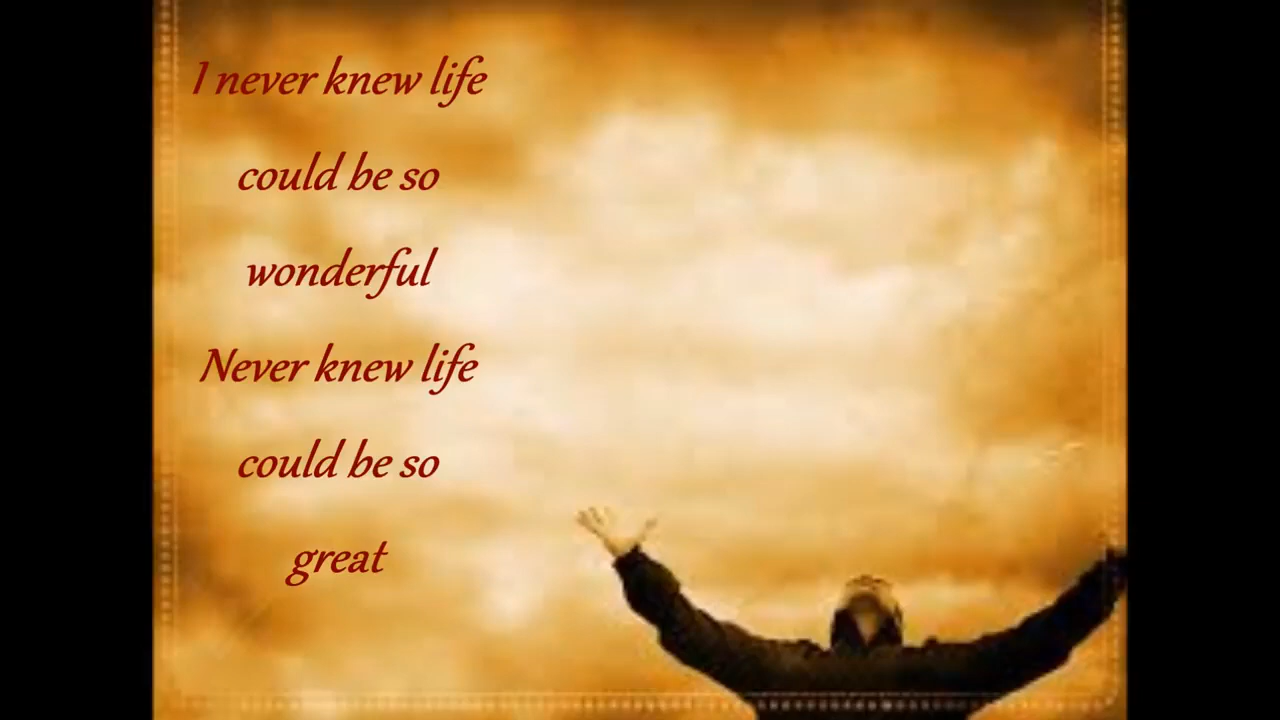 I never knew life
could be so
wonderful
Never knew life
could be so
great